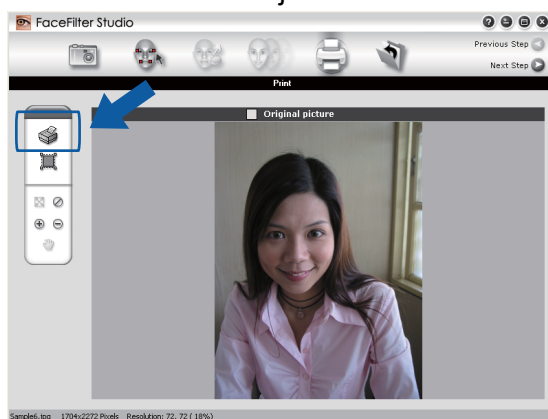 FaceFilter Studio
Previous Step
Next Step
Print
Original picture
Sample6.jpg 1704x2272 Pixels Resolution: 72, 72 ( 18%)